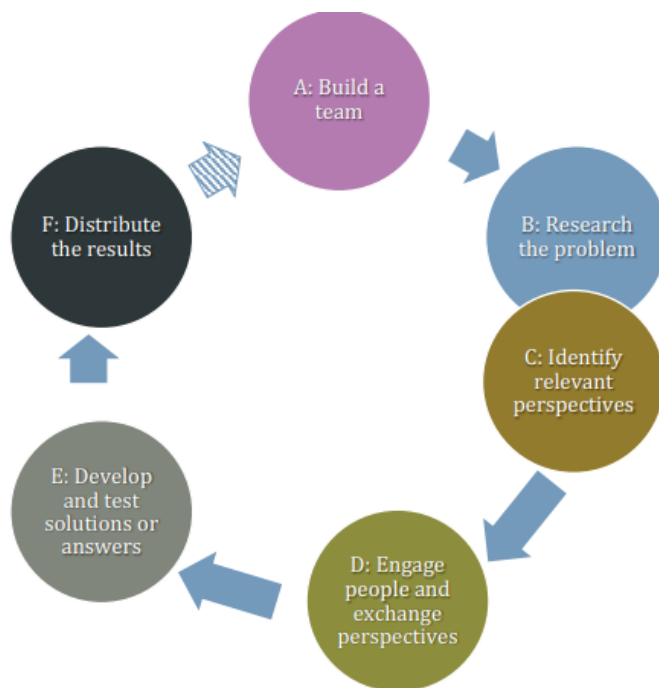 A: Build a
team
B: Research
the problem
C: Identify
relevant
perspectives
D: Engage
people and
exchange
perspectives
E: Develop
and test
solutions or
answers
F: Distribute
the results